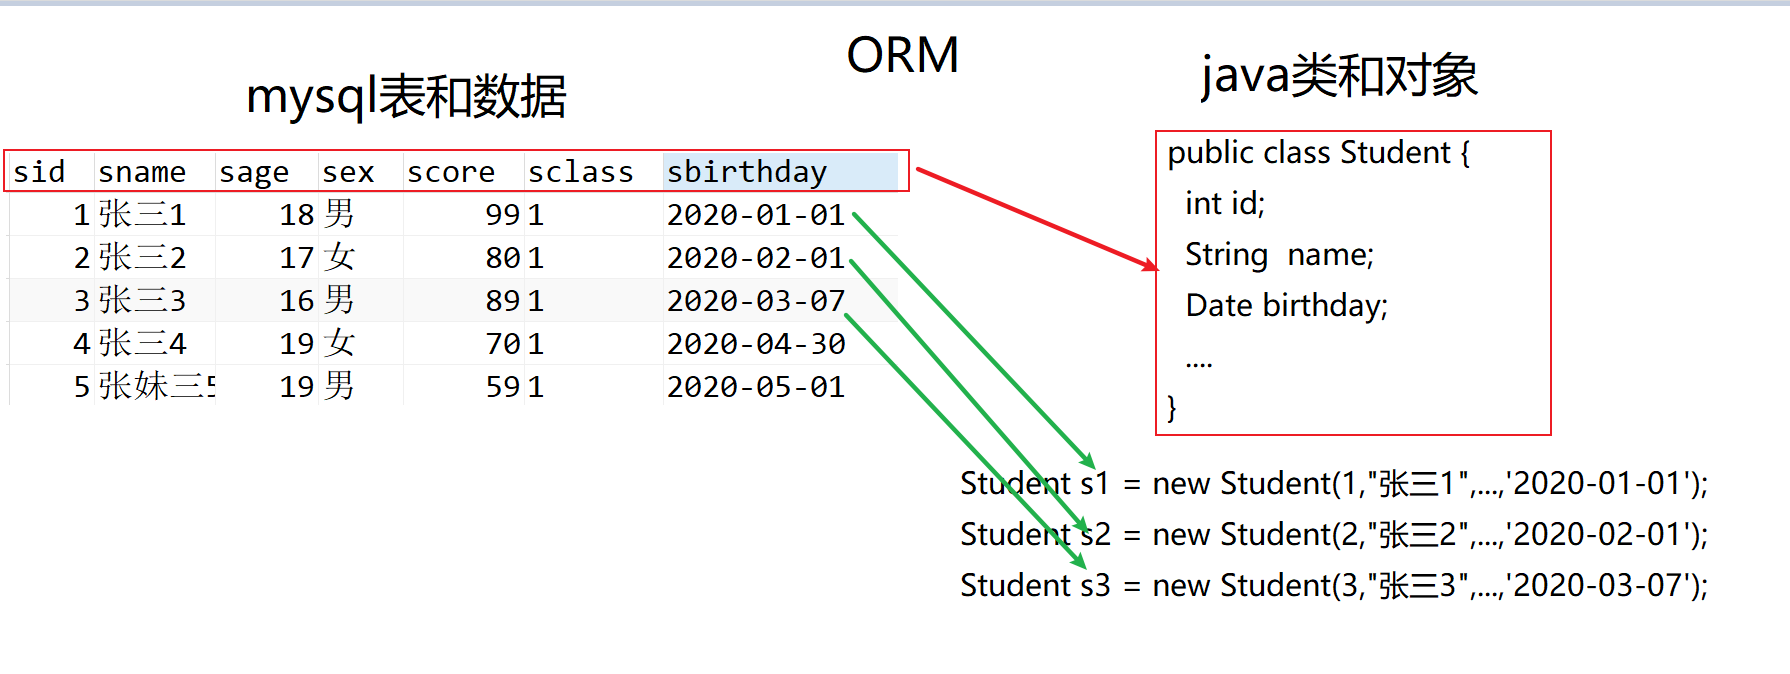 ORM
mysql表和数据
java类和对象
sid sname sage sex score sclass sbirthday
1 张三1 18 男 99 1 2020-01-01
2 张三2 17 女 80 1 2020-02-01
3 张三3 16 男 89 1 2020-03-07
4 张三4 19 女 70 1 2020-04-30
5 张妹三5 19 男 59 1 2020-05-01
public class Student {
int id;
String name;
Date birthday;
....
}
Student s1 = new Student(1,"张三1",...,'2020-01-01');
Student s2 = new Student(2,"张三2",...,'2020-02-01');
Student s3 = new Student(3,"张三3",...,'2020-03-07');